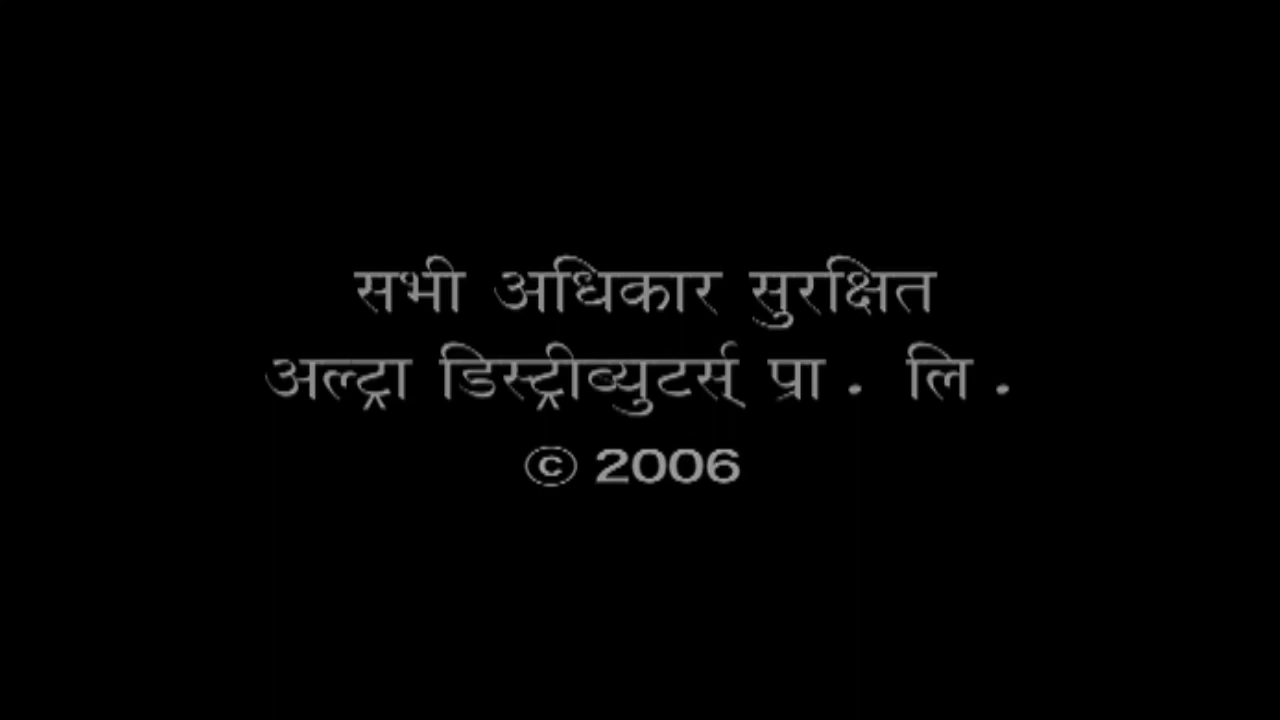 सभी अधिकार सुरक्षित
अल्ट्रा डिस्ट्रीब्युटर्स् प्रा . लि .
© 2006